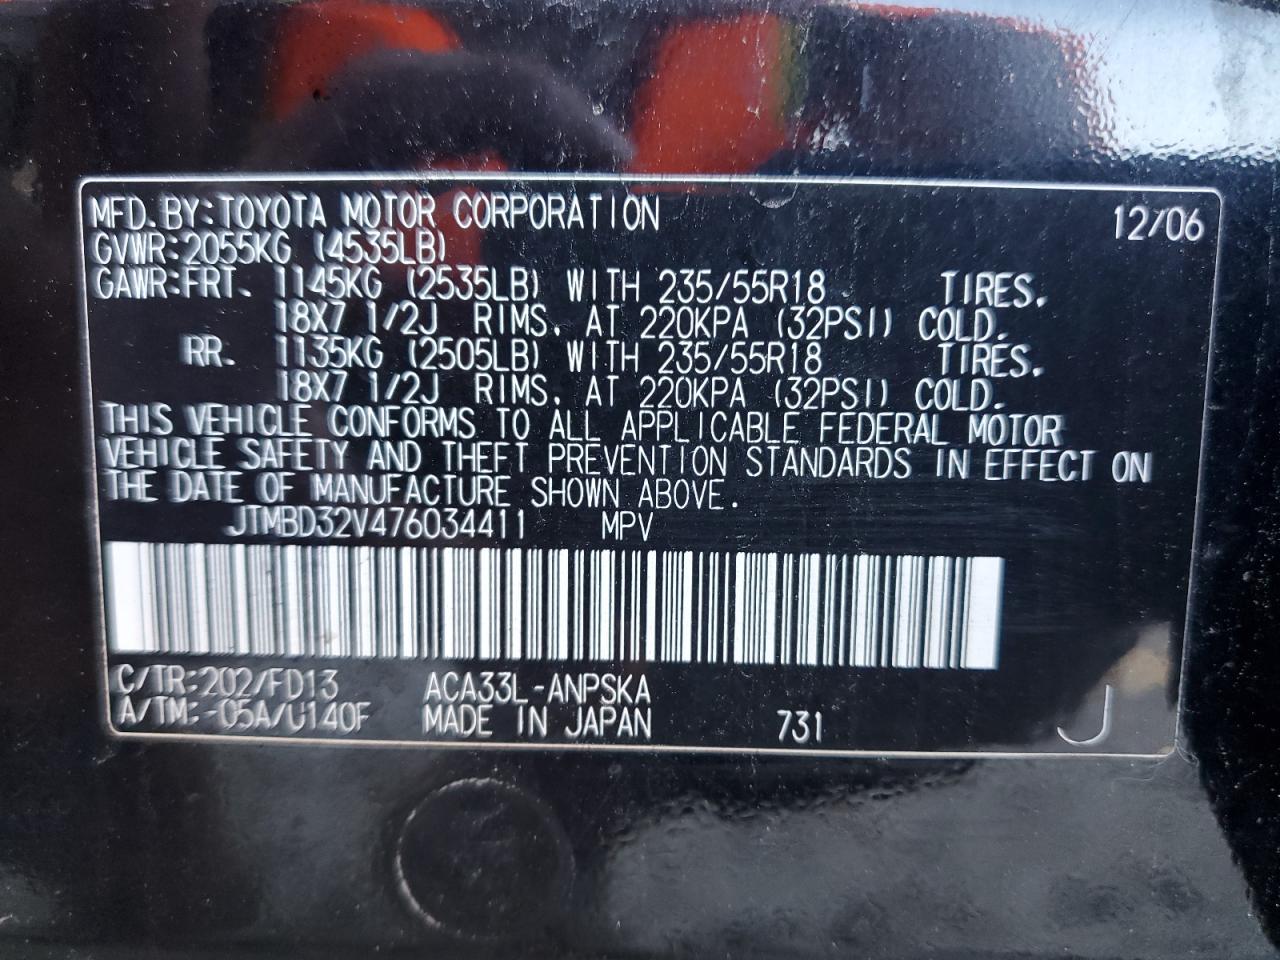 MFD. BY: TOYOTA MOTOR CORPORATION 12/06
GVWR: 2055KG (4535LB)
GAWR: FRT. 1145KG (2535LB) WITH 235/55R18 TIRES,
18X7 1/2J RIMS, AT 220KPA (32PSI) COLD.
RR. 1135KG (2505LB) WITH 235/55R18 TIRES,
18X7 1/2J RIMS, AT 220KPA (32PSI) COLD.
THIS VEHICLE CONFORMS TO ALL APPLICABLE FEDERAL MOTOR
VEHICLE SAFETY AND THEFT PREVENTION STANDARDS IN EFFECT ON
THE DATE OF MANUFACTURE SHOWN ABOVE.
JTMBD32V476034411 MPV
C/TR: 202/FD13 ACA33L-ANPSKA
A/TM: -05A/U140F MADE IN JAPAN 731 J